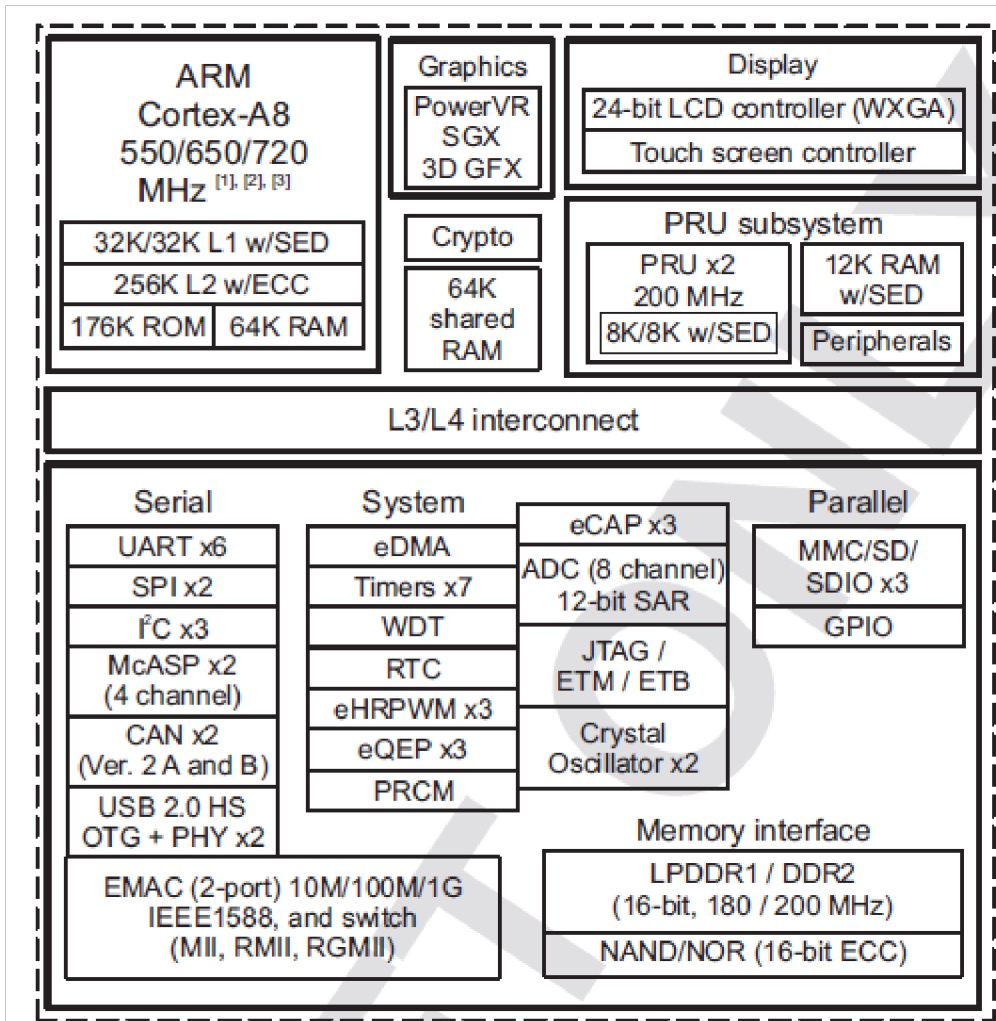 ARM
Cortex-A8
550/650/720
MHz [1], [2], [3]
32K/32K L1 w/SED
256K L2 w/ECC
176K ROM
64K RAM
Graphics
PowerVR
SGX
3D GFX
Crypto
64K
shared
RAM
Display
24-bit LCD controller (WXGA)
Touch screen controller
PRU subsystem
PRU x2
200 MHz
8K/8K w/SED
12K RAM
w/SED
Peripherals
L3/L4 interconnect
Serial
UART x6
SPI x2
I²C x3
McASP x2
(4 channel)
CAN x2
(Ver. 2 A and B)
USB 2.0 HS
OTG + PHY x2
EMAC (2-port) 10M/100M/1G
IEEE1588, and switch
(MII, RMII, RGMII)
System
eDMA
Timers x7
WDT
RTC
eHRPWM x3
eQEP x3
PRCM
eCAP x3
ADC (8 channel)
12-bit SAR
JTAG /
ETM / ETB
Crystal
Oscillator x2
Parallel
MMC/SD/
SDIO x3
GPIO
Memory interface
LPDDR1 / DDR2
(16-bit, 180 / 200 MHz)
NAND/NOR (16-bit ECC)
T ONLY